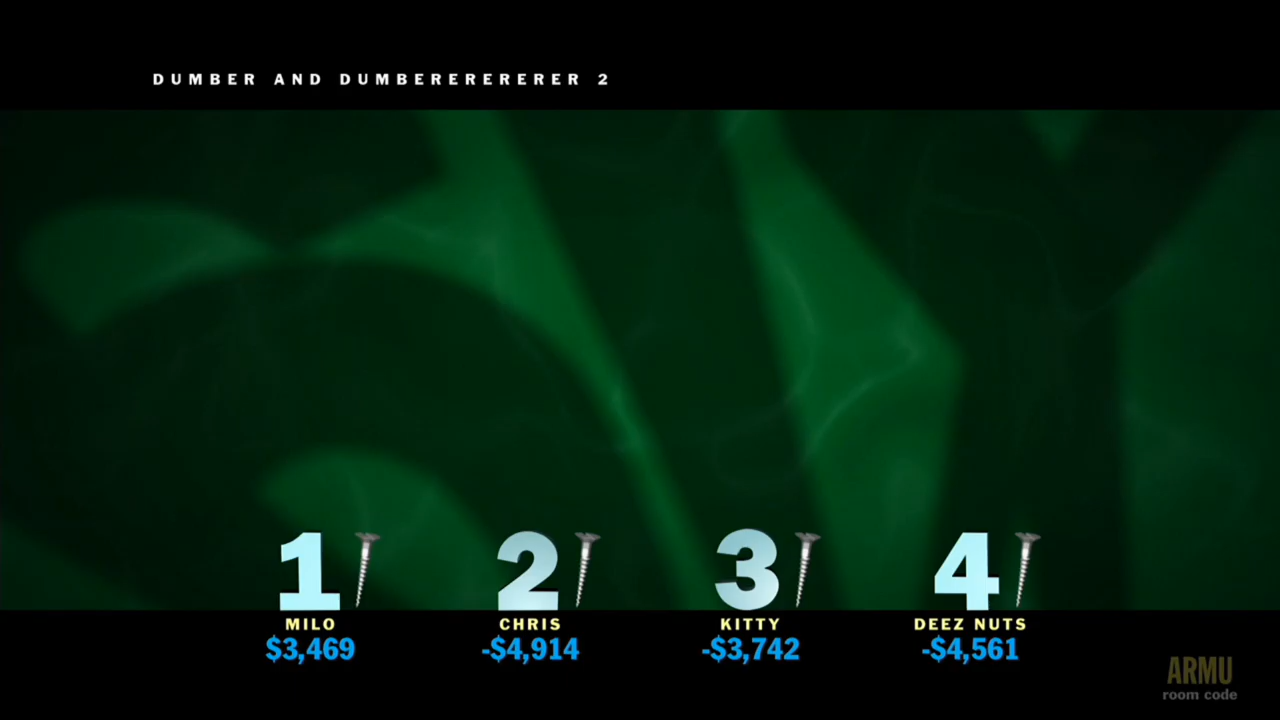 DUMBER AND DUMBERERERERER 2
1 2 3 4
MILO CHRIS KITTY DEEZ NUTS
$3,469 -$4,914 -$3,742 -$4,561
ARMU
room code